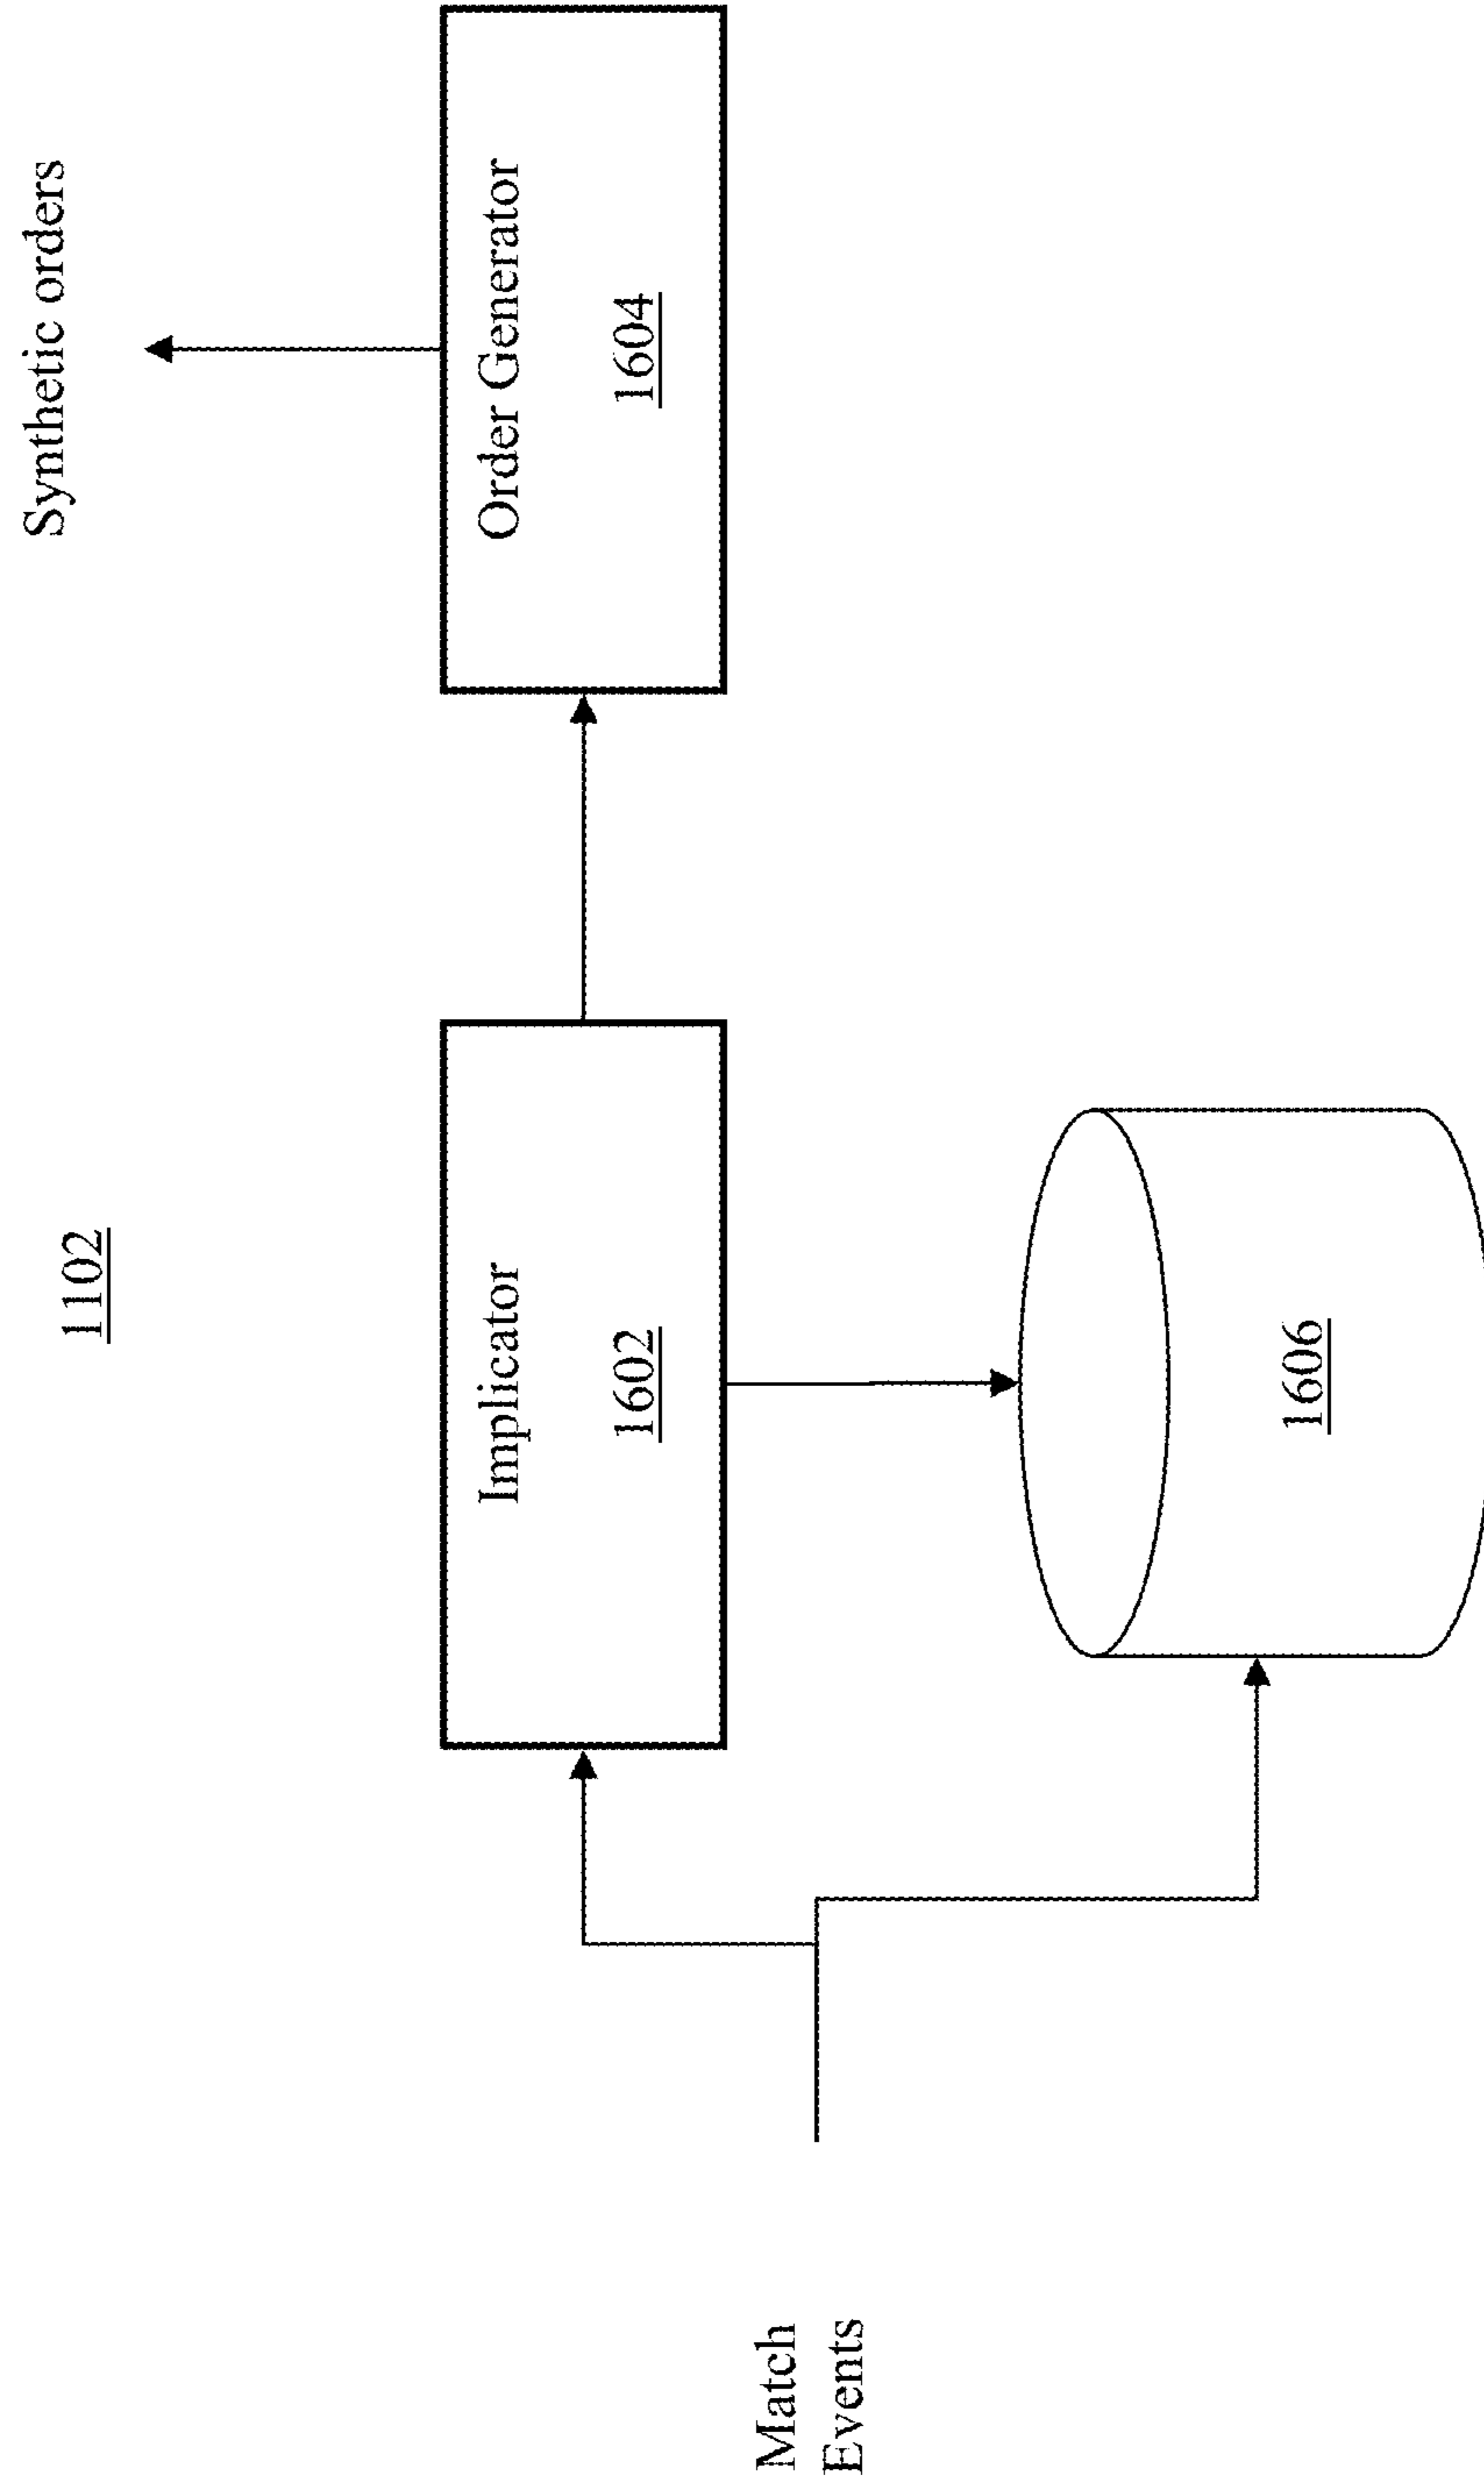 1102
Synthetic orders
Implicator
1602
Order Generator
1604
Match
Events
1606